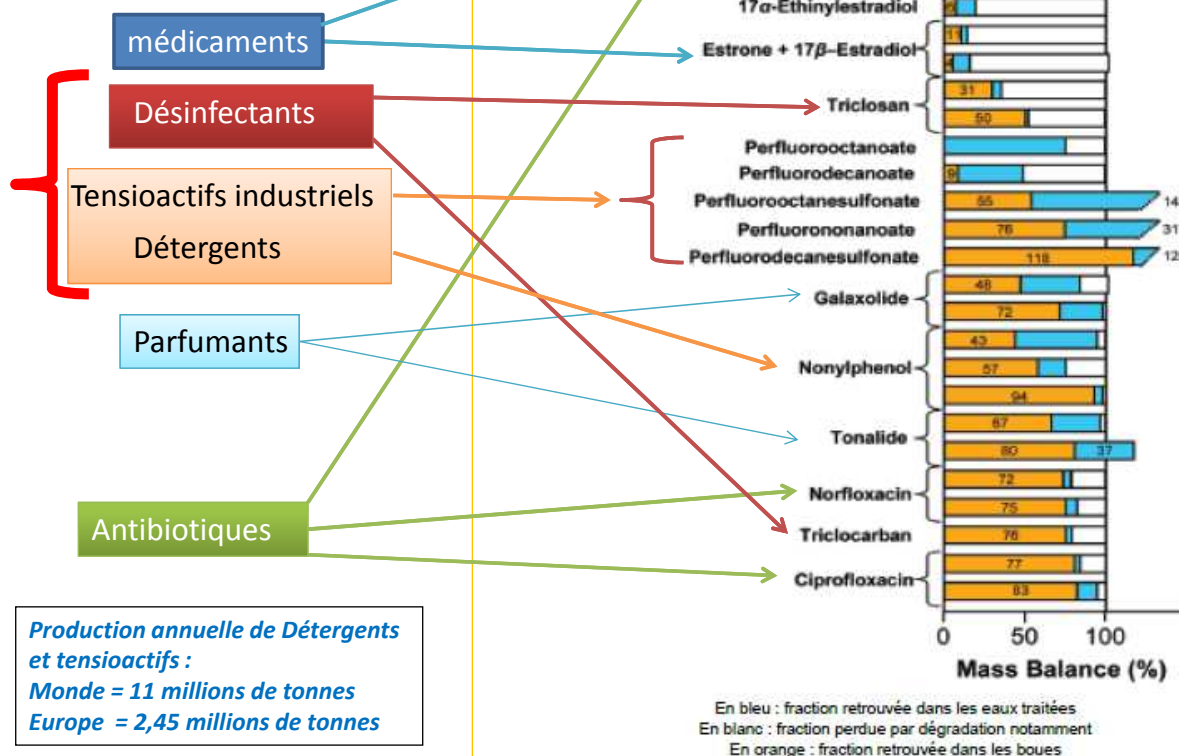 médicaments
Désinfectants
Tensioactifs industriels
Détergents
Parfumants
Antibiotiques
Production annuelle de Détergents
et tensioactifs :
Monde = 11 millions de tonnes
Europe = 2,45 millions de tonnes
17α-Ethinylestradiol
Estrone + 17β–Estradiol
11
Triclosan
31
50
Perfluorooctanoate
Perfluorodecanoate
9
Perfluorooctanesulfonate
55
Perfluorononanoate
76
Perfluorodecanesulfonate
118
Galaxolide
48
72
Nonylphenol
43
57
94
Tonalide
67
80 37
Norfloxacin
72
75
Triclocarban
76
Ciprofloxacin
77
83
0 50 100
Mass Balance (%)
En bleu : fraction retrouvée dans les eaux traitées
En blanc : fraction perdue par dégradation notamment
En orange : fraction retrouvée dans les boues